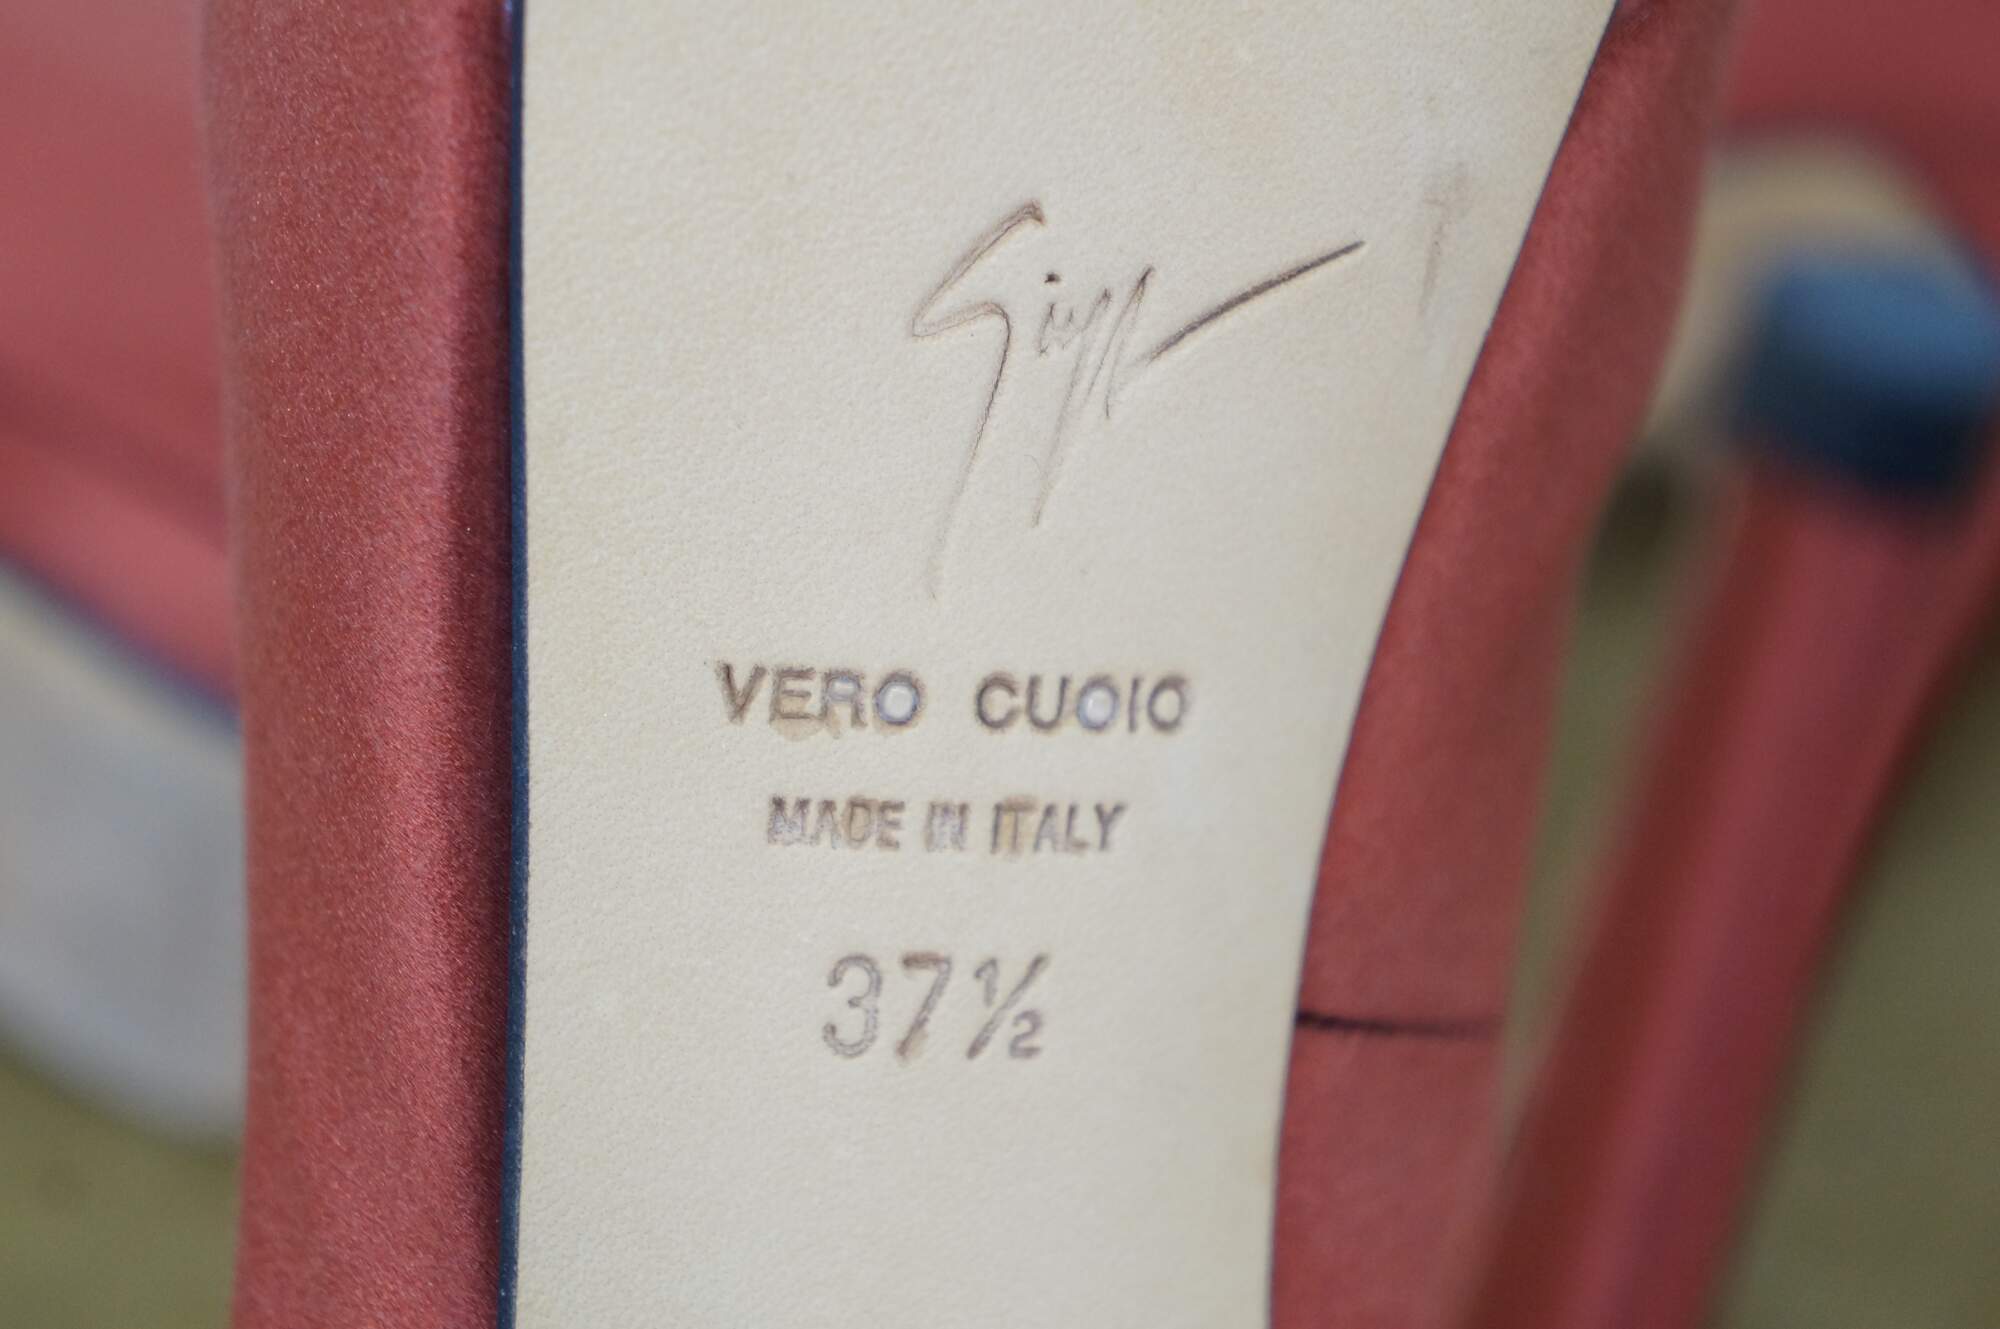 VERO CUOIO
MADE IN ITALY
37½